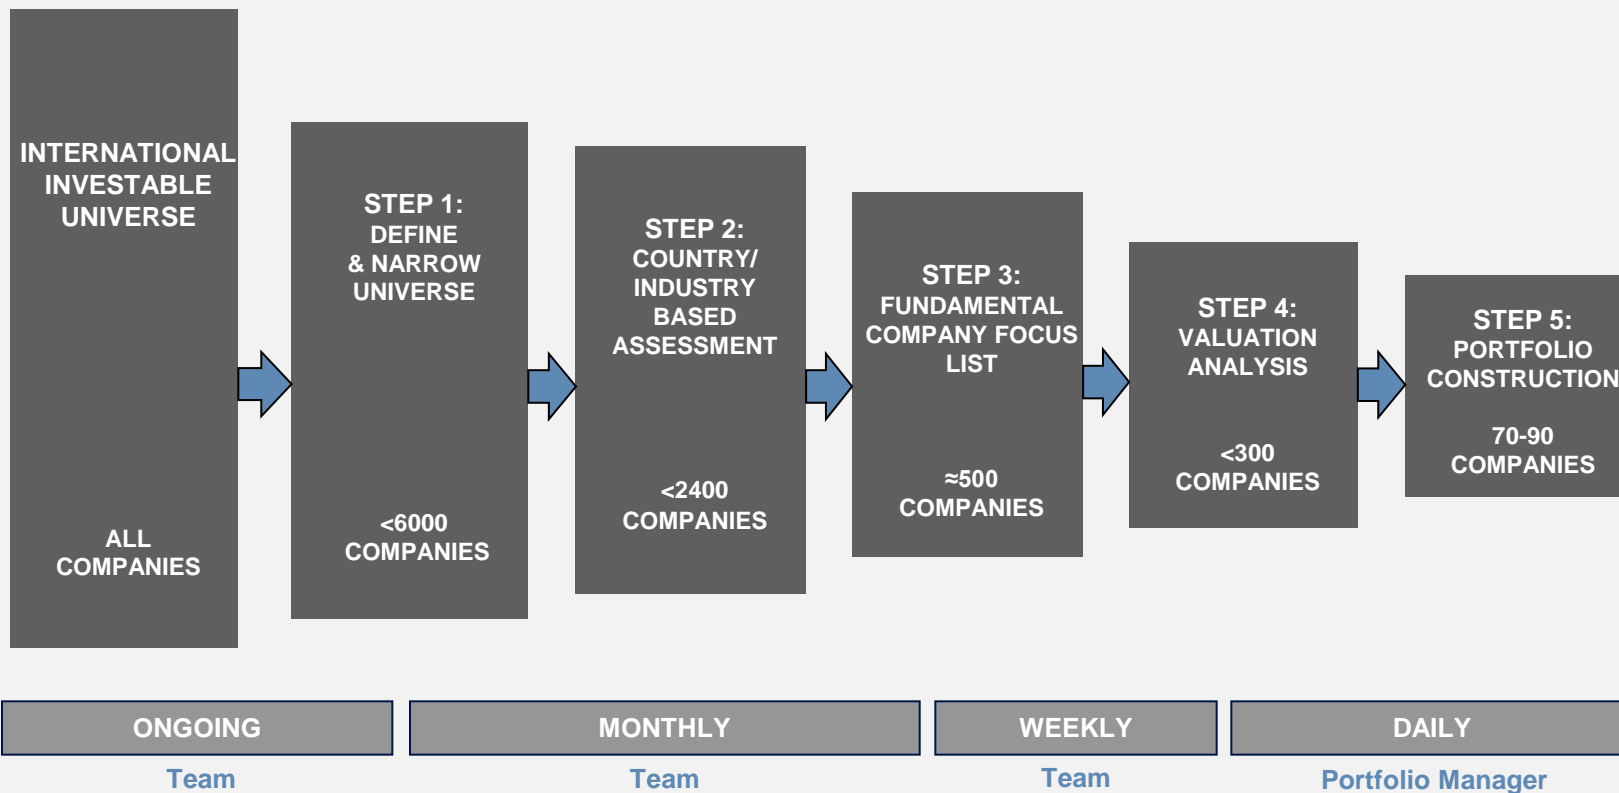 INTERNATIONAL
INVESTABLE
UNIVERSE
ALL
COMPANIES
STEP 1:
DEFINE
& NARROW
UNIVERSE
<6000
COMPANIES
STEP 2:
COUNTRY/
INDUSTRY
BASED
ASSESSMENT
<2400
COMPANIES
STEP 3:
FUNDAMENTAL
COMPANY FOCUS
LIST
≈500
COMPANIES
STEP 4:
VALUATION
ANALYSIS
<300
COMPANIES
STEP 5:
PORTFOLIO
CONSTRUCTION
70-90
COMPANIES
ONGOING
MONTHLY
WEEKLY
DAILY
Team
Team
Team
Portfolio Manager